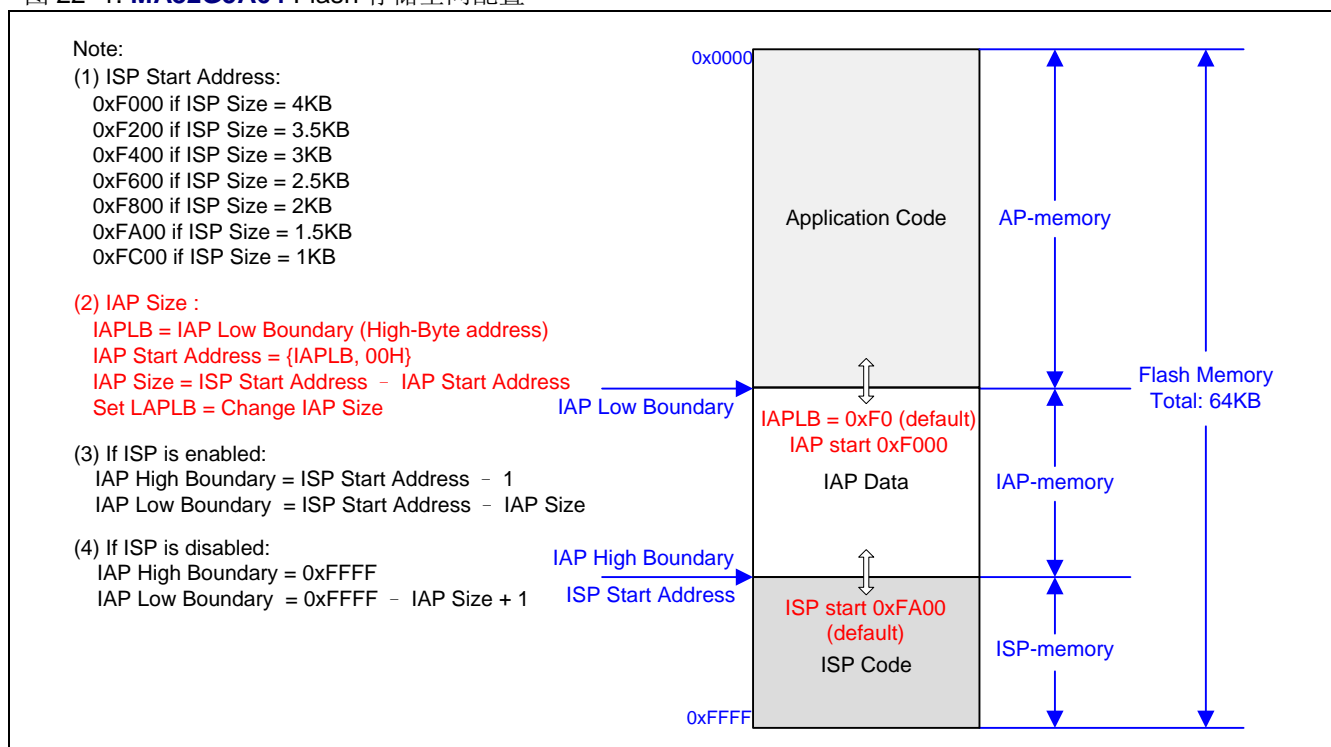 Note:
(1) ISP Start Address:
0xF000 if ISP Size = 4KB
0xF200 if ISP Size = 3.5KB
0xF400 if ISP Size = 3KB
0xF600 if ISP Size = 2.5KB
0xF800 if ISP Size = 2KB
0xFA00 if ISP Size = 1.5KB
0xFC00 if ISP Size = 1KB
(2) IAP Size :
IAPLB = IAP Low Boundary (High-Byte address)
IAP Start Address = {IAPLB, 00H}
IAP Size = ISP Start Address – IAP Start Address
Set LAPLB = Change IAP Size
(3) If ISP is enabled:
IAP High Boundary = ISP Start Address – 1
IAP Low Boundary = ISP Start Address – IAP Size
(4) If ISP is disabled:
IAP High Boundary = 0xFFFF
IAP Low Boundary = 0xFFFF – IAP Size + 1
0x0000
Application Code
AP-memory
IAP Low Boundary
IAPLB = 0xF0 (default)
IAP start 0xF000
IAP Data
IAP-memory
Flash Memory
Total: 64KB
IAP High Boundary
ISP Start Address
ISP start 0xFA00
(default)
ISP Code
ISP-memory
0xFFFF